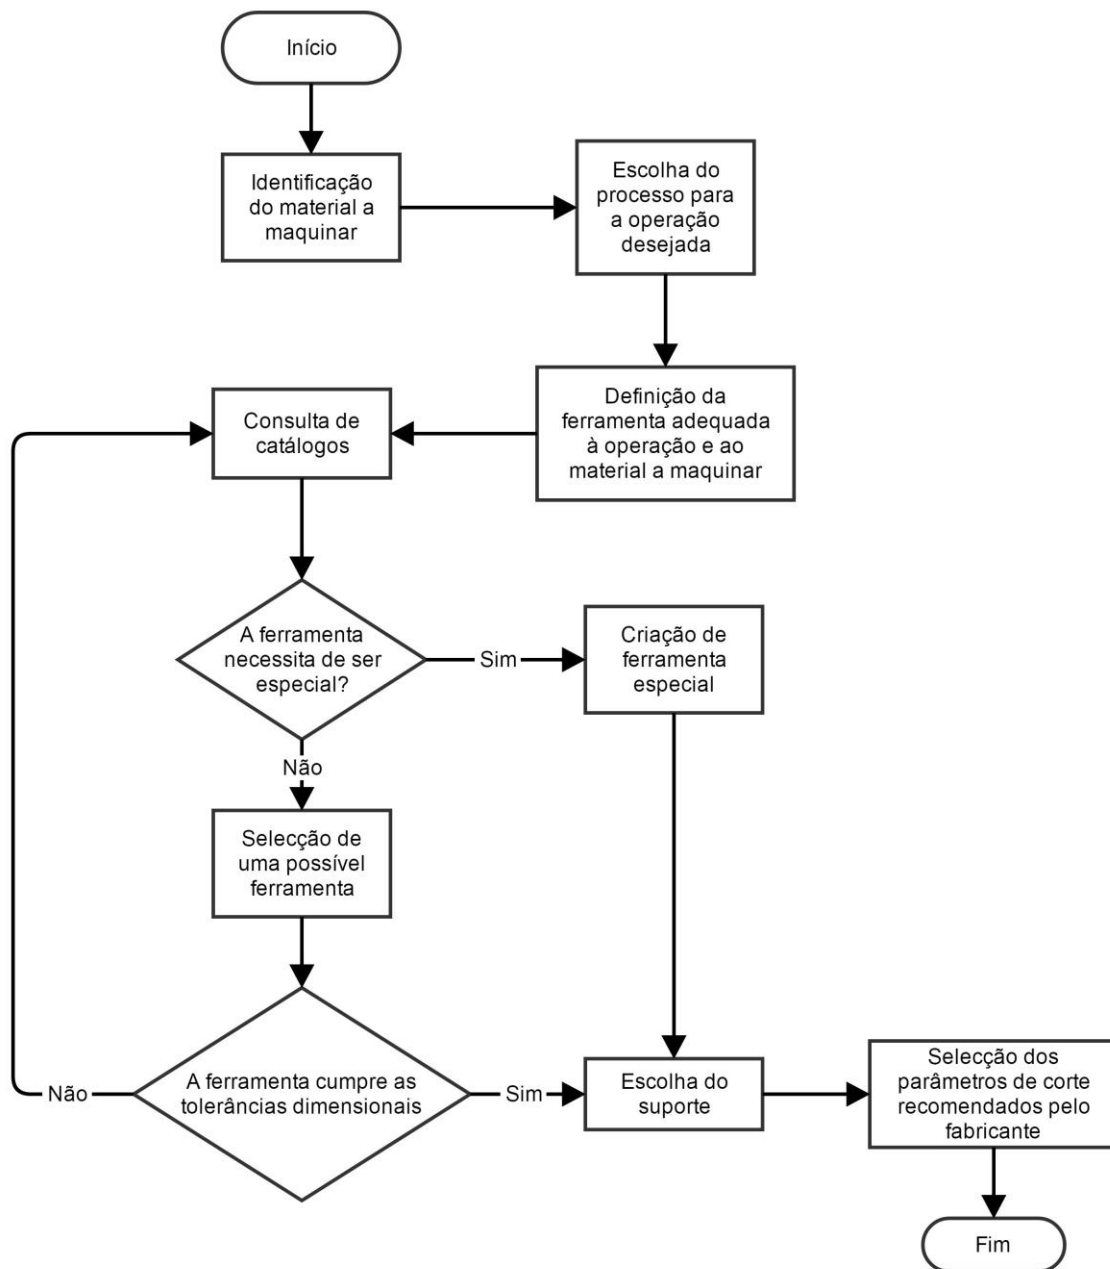 Início
Identificação
do material a
maquinar
Escolha do
processo para
a operação
desejada
Definição da
ferramenta adequada
à operação e ao
material a maquinar
Consulta de
catálogos
A ferramenta
necessita de ser
especial?
Sim
Criação de
ferramenta
especial
Não
Selecção de
uma possível
ferramenta
A ferramenta cumpre as
tolerâncias dimensionais
Não
Sim
Escolha do
suporte
Selecção dos
parâmetros de corte
recomendados pelo
fabricante
Fim